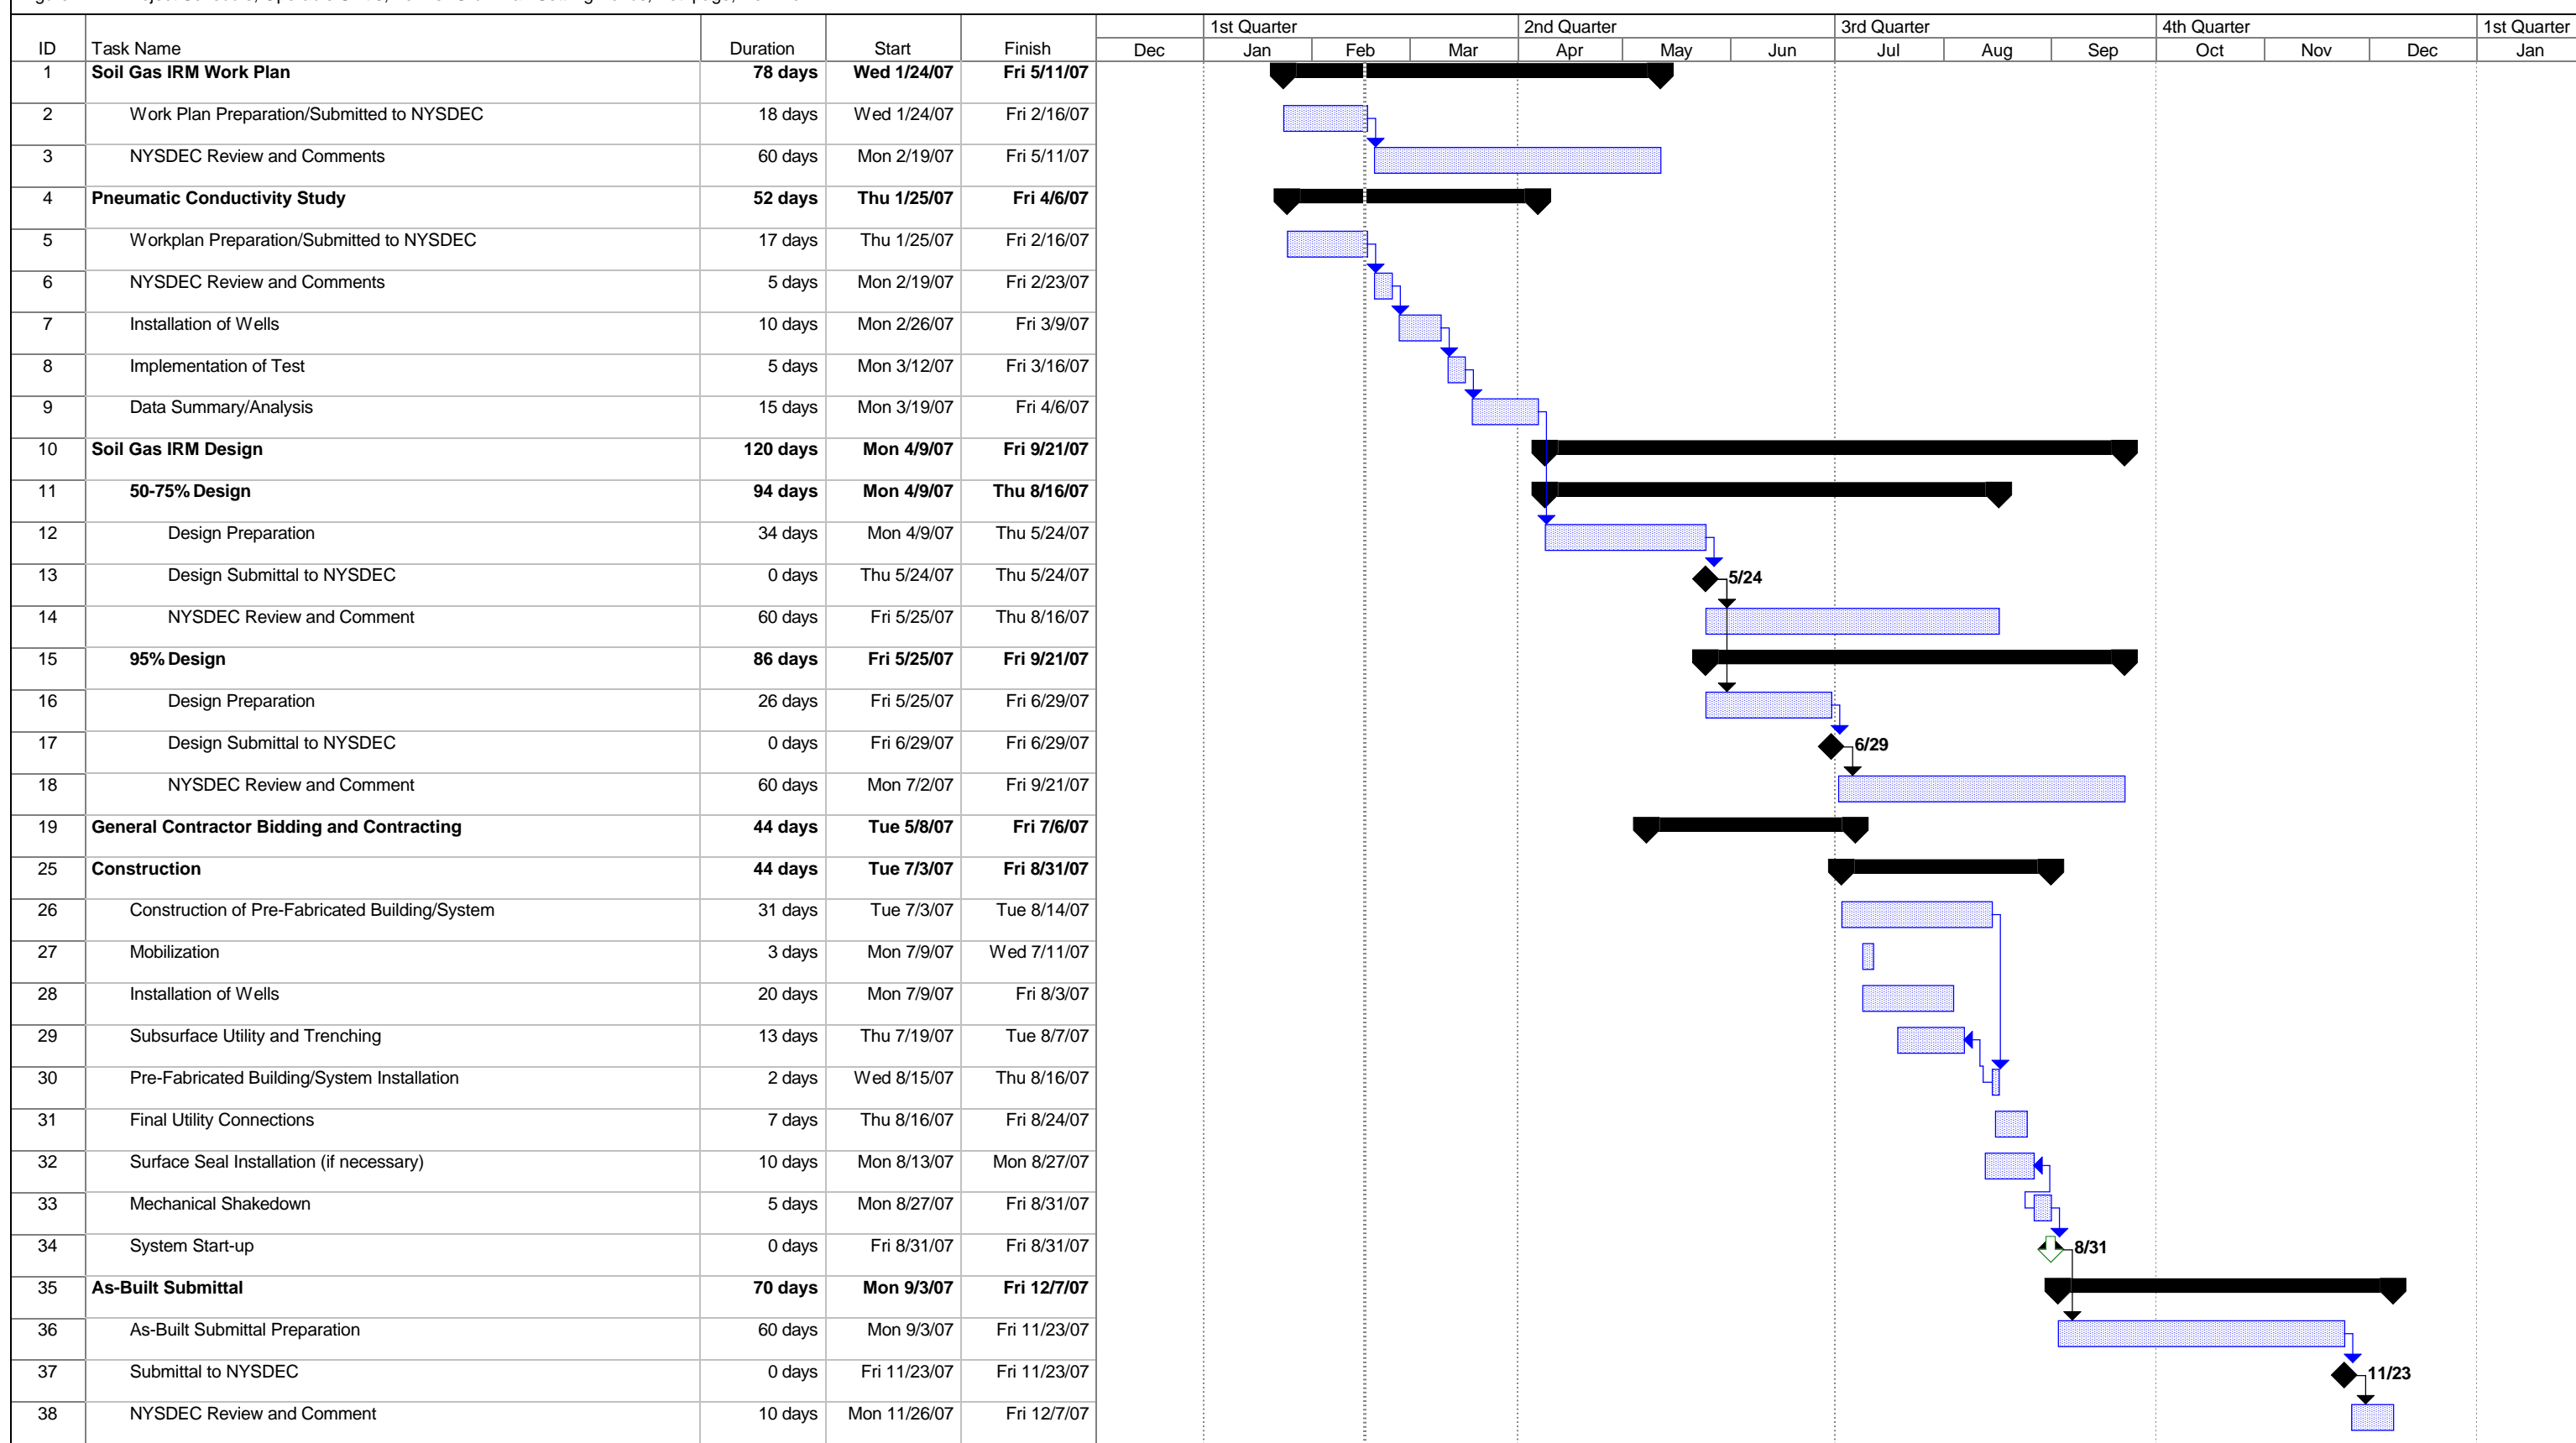 1st Quarter 2nd Quarter 3rd Quarter 4th Quarter 1st Quarter
ID Task Name Duration Start Finish Dec Jan Feb Mar Apr May Jun Jul Aug Sep Oct Nov Dec Jan
1 Soil Gas IRM Work Plan 78 days Wed 1/24/07 Fri 5/11/07
2 Work Plan Preparation/Submitted to NYSDEC 18 days Wed 1/24/07 Fri 2/16/07
3 NYSDEC Review and Comments 60 days Mon 2/19/07 Fri 5/11/07
4 Pneumatic Conductivity Study 52 days Thu 1/25/07 Fri 4/6/07
5 Workplan Preparation/Submitted to NYSDEC 17 days Thu 1/25/07 Fri 2/16/07
6 NYSDEC Review and Comments 5 days Mon 2/19/07 Fri 2/23/07
7 Installation of Wells 10 days Mon 2/26/07 Fri 3/9/07
8 Implementation of Test 5 days Mon 3/12/07 Fri 3/16/07
9 Data Summary/Analysis 15 days Mon 3/19/07 Fri 4/6/07
10 Soil Gas IRM Design 120 days Mon 4/9/07 Fri 9/21/07
11 50-75% Design 94 days Mon 4/9/07 Thu 8/16/07
12 Design Preparation 34 days Mon 4/9/07 Thu 5/24/07
13 Design Submittal to NYSDEC 0 days Thu 5/24/07 Thu 5/24/07 5/24
14 NYSDEC Review and Comment 60 days Fri 5/25/07 Thu 8/16/07
15 95% Design 86 days Fri 5/25/07 Fri 9/21/07
16 Design Preparation 26 days Fri 5/25/07 Fri 6/29/07
17 Design Submittal to NYSDEC 0 days Fri 6/29/07 Fri 6/29/07 6/29
18 NYSDEC Review and Comment 60 days Mon 7/2/07 Fri 9/21/07
19 General Contractor Bidding and Contracting 44 days Tue 5/8/07 Fri 7/6/07
25 Construction 44 days Tue 7/3/07 Fri 8/31/07
26 Construction of Pre-Fabricated Building/System 31 days Tue 7/3/07 Tue 8/14/07
27 Mobilization 3 days Mon 7/9/07 Wed 7/11/07
28 Installation of Wells 20 days Mon 7/9/07 Fri 8/3/07
29 Subsurface Utility and Trenching 13 days Thu 7/19/07 Tue 8/7/07
30 Pre-Fabricated Building/System Installation 2 days Wed 8/15/07 Thu 8/16/07
31 Final Utility Connections 7 days Thu 8/16/07 Fri 8/24/07
32 Surface Seal Installation (if necessary) 10 days Mon 8/13/07 Mon 8/27/07
33 Mechanical Shakedown 5 days Mon 8/27/07 Fri 8/31/07
34 System Start-up 0 days Fri 8/31/07 Fri 8/31/07 8/31
35 As-Built Submittal 70 days Mon 9/3/07 Fri 12/7/07
36 As-Built Submittal Preparation 60 days Mon 9/3/07 Fri 11/23/07
37 Submittal to NYSDEC 0 days Fri 11/23/07 Fri 11/23/07 11/23
38 NYSDEC Review and Comment 10 days Mon 11/26/07 Fri 12/7/07